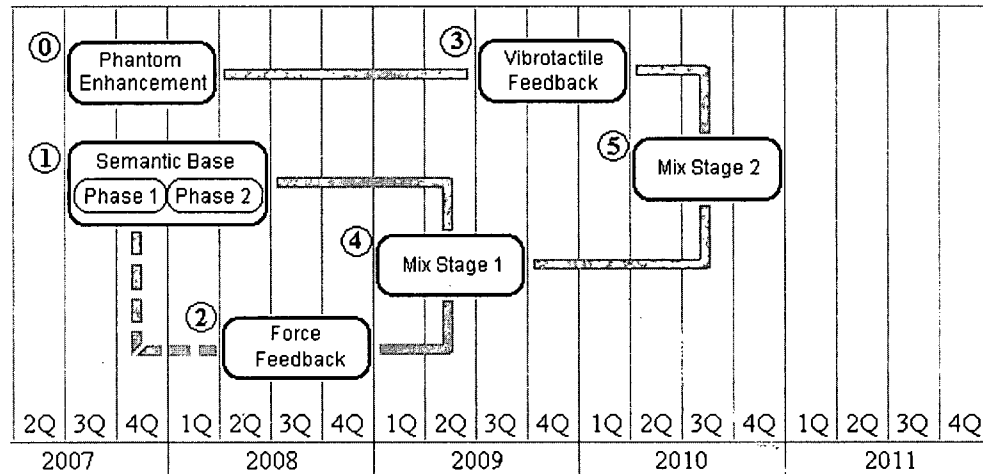 0
Phantom
Enhancement
3
Vibrotactile
Feedback
1
Semantic Base
Phase 1 Phase 2
5
Mix Stage 2
4
Mix Stage 1
2
Force
Feedback
2Q 3Q 4Q 1Q 2Q 3Q 4Q 1Q 2Q 3Q 4Q 1Q 2Q 3Q 4Q 1Q 2Q 3Q 4Q
2007 2008 2009 2010 2011